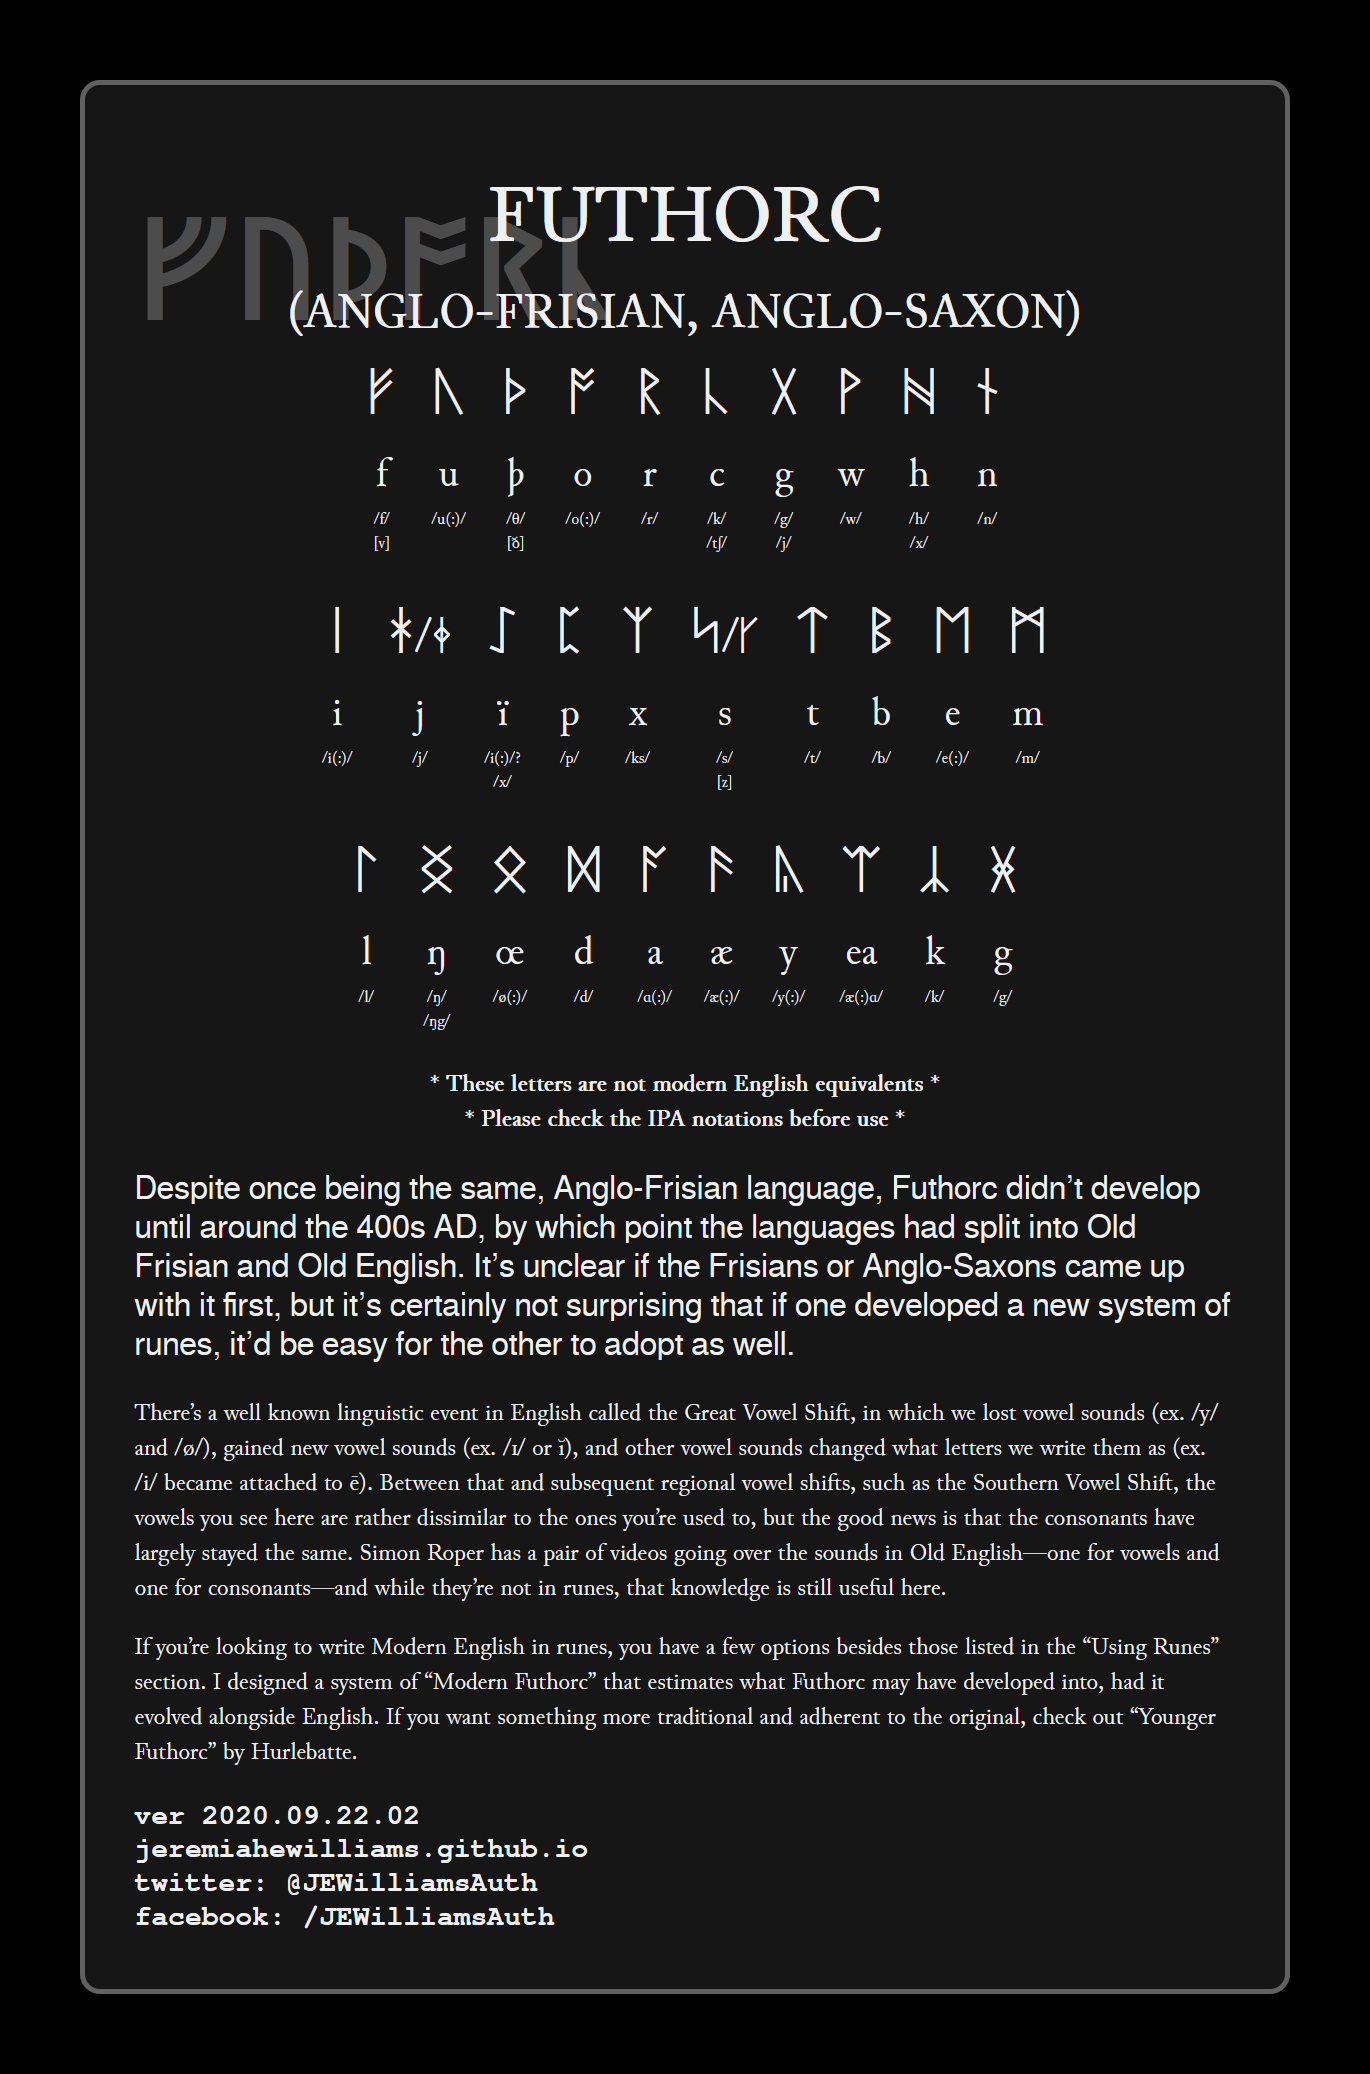 ᚠᚢᚦᚩᚱᚳ
FUTHORC
(ANGLO-FRISIAN, ANGLO-SAXON)
ᚠ ᚢ ᚦ ᚩ ᚱ ᚳ ᚷ ᚹ ᚻ ᚾ
f u þ o r c g w h n
/f/ /u(:)/ /θ/ /o(:)/ /r/ /k/ /g/ /w/ /h/ /n/
[v] [ð] /tʃ/ /j/ /x/
ᛁ ᛡ/ᛄ ᛇ ᛈ ᛉ ᛋ/ᚴ ᛏ ᛒ ᛖ ᛗ
i j ï p x s t b e m
/i(:)/ /j/ /i(:)/? /p/ /ks/ /s/ /t/ /b/ /e(:)/ /m/
/x/ [z]
ᛚ ᛝ ᛟ ᛞ ᚪ ᚫ ᚣ ᛠ ᛣ ᚸ
l ŋ œ d a æ y ea k g
/l/ /ŋ/ /ø(:)/ /d/ /ɑ(:)/ /æ(:)/ /y(:)/ /æ(:)ɑ/ /k/ /g/
/ŋg/
* These letters are not modern English equivalents *
* Please check the IPA notations before use *
Despite once being the same, Anglo-Frisian language, Futhorc didn’t develop
until around the 400s AD, by which point the languages had split into Old
Frisian and Old English. It’s unclear if the Frisians or Anglo-Saxons came up
with it first, but it’s certainly not surprising that if one developed a new system of
runes, it’d be easy for the other to adopt as well.
There’s a well known linguistic event in English called the Great Vowel Shift, in which we lost vowel sounds (ex. /y/
and /ø/), gained new vowel sounds (ex. /ɪ/ or ĭ), and other vowel sounds changed what letters we write them as (ex.
/i/ became attached to ē). Between that and subsequent regional vowel shifts, such as the Southern Vowel Shift, the
vowels you see here are rather dissimilar to the ones you’re used to, but the good news is that the consonants have
largely stayed the same. Simon Roper has a pair of videos going over the sounds in Old English—one for vowels and
one for consonants—and while they’re not in runes, that knowledge is still useful here.
If you’re looking to write Modern English in runes, you have a few options besides those listed in the “Using Runes”
section. I designed a system of “Modern Futhorc” that estimates what Futhorc may have developed into, had it
evolved alongside English. If you want something more traditional and adherent to the original, check out “Younger
Futhorc” by Hurlebatte.
ver 2020.09.22.02
jeremiahewilliams.github.io
twitter: @JEWilliamsAuth
facebook: /JEWilliamsAuth